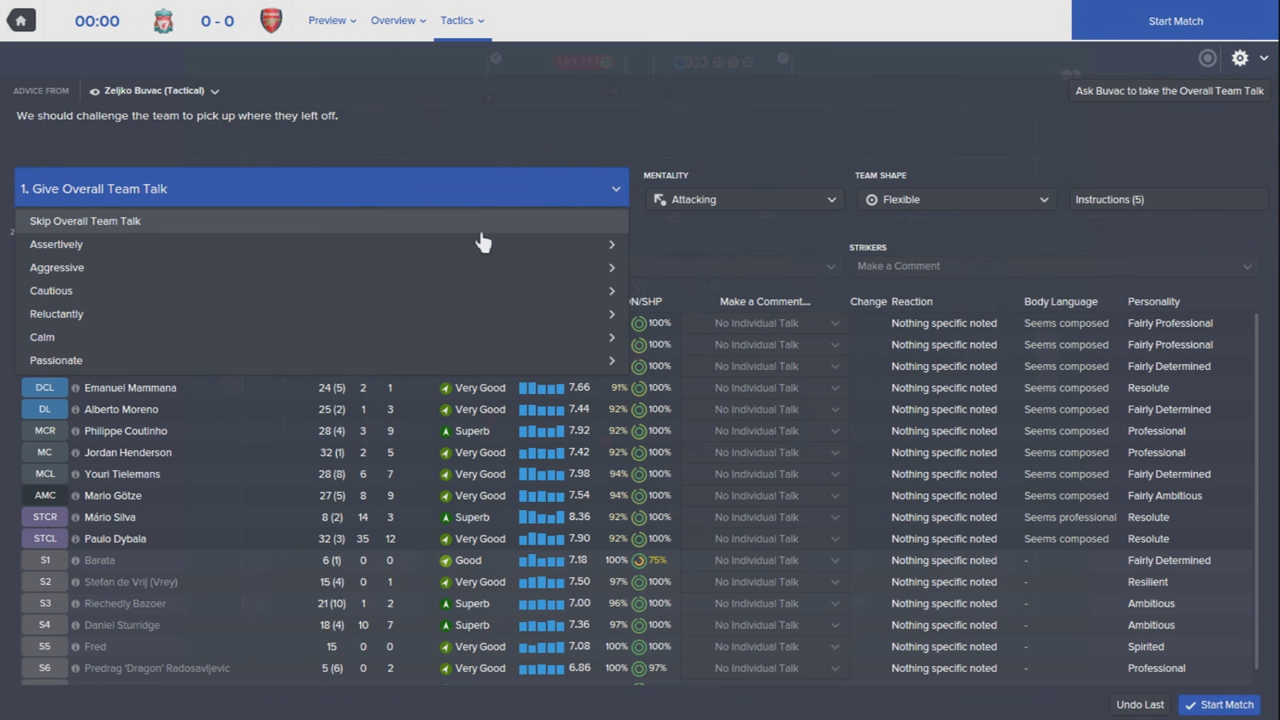 00:00 0 - 0 Preview Overview Tactics Start Match
ADVICE FROM Zeljko Buvac (Tactical) Ask Buvac to take the Overall Team Talk
We should challenge the team to pick up where they left off.
1. Give Overall Team Talk
MENTALITY TEAM SHAPE
Attacking Flexible Instructions (5)
Skip Overall Team Talk
Assertively
Aggressive
Cautious
Reluctantly
Calm
Passionate
STRIKERS
Make a Comment
ON/SHP Make a Comment... Change Reaction Body Language Personality
100% No Individual Talk Nothing specific noted Seems composed Fairly Professional
100% No Individual Talk Nothing specific noted Seems composed Fairly Professional
100% No Individual Talk Nothing specific noted Seems composed Fairly Determined
DCL Emanuel Mammana 24 (5) 2 1 Very Good 7.66 91% 100% No Individual Talk Nothing specific noted Seems composed Resolute
DL Alberto Moreno 25 (2) 1 3 Very Good 7.44 92% 100% No Individual Talk Nothing specific noted Seems composed Fairly Determined
MCR Philippe Coutinho 28 (4) 3 9 Superb 7.92 92% 100% No Individual Talk Nothing specific noted Seems composed Professional
MC Jordan Henderson 32 (1) 2 5 Very Good 7.42 92% 100% No Individual Talk Nothing specific noted Seems composed Professional
MCL Youri Tielemans 28 (8) 6 7 Very Good 7.98 94% 100% No Individual Talk Nothing specific noted Seems composed Fairly Determined
AMC Mario Götze 27 (5) 8 9 Very Good 7.54 94% 100% No Individual Talk Nothing specific noted Seems composed Fairly Ambitious
STCR Mário Silva 8 (2) 14 3 Superb 8.36 92% 100% No Individual Talk Nothing specific noted Seems professional Resolute
STCL Paulo Dybala 32 (3) 35 12 Very Good 7.90 92% 100% No Individual Talk Nothing specific noted Seems composed Resolute
S1 Barata 6 (1) 0 0 Good 7.18 100% 75% No Individual Talk Nothing specific noted - Fairly Determined
S2 Stefan de Vrij (Vrey) 15 (4) 0 1 Very Good 7.50 97% 100% No Individual Talk Nothing specific noted - Resilient
S3 Riechedly Bazoer 21 (10) 1 2 Superb 7.00 96% 100% No Individual Talk Nothing specific noted - Ambitious
S4 Daniel Sturridge 18 (4) 10 7 Superb 7.36 97% 100% No Individual Talk Nothing specific noted - Ambitious
S5 Fred 15 0 0 Very Good 7.08 100% 100% No Individual Talk Nothing specific noted - Spirited
S6 Predrag 'Dragon' Radosavljevic 5 (6) 0 2 Very Good 6.86 100% 97% No Individual Talk Nothing specific noted - Professional
Undo Last Start Match